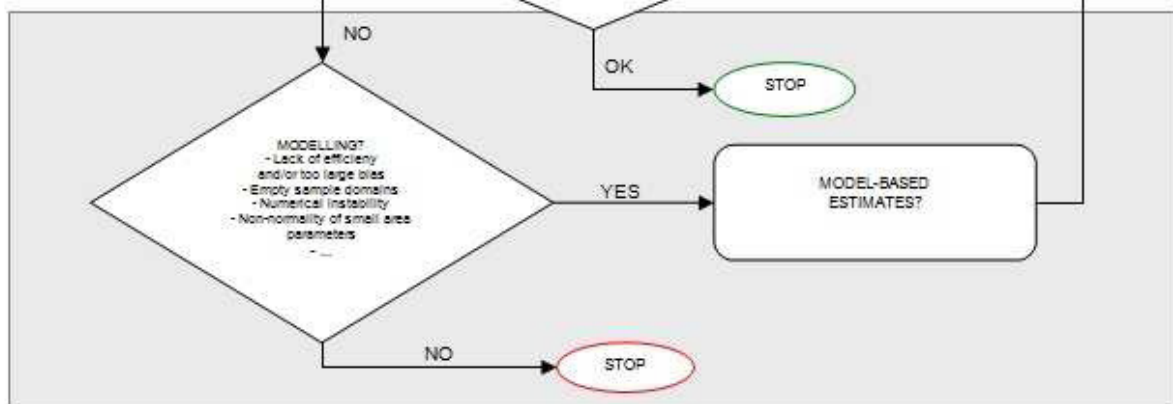 NO
OK
STOP
MODELLING?
- Lack of efficieny
and/or too large bias
- Empty sample domains
- Numerical instability
- Non-normality of small area
parameters
- ...
YES
MODEL-BASED
ESTIMATES?
NO
STOP